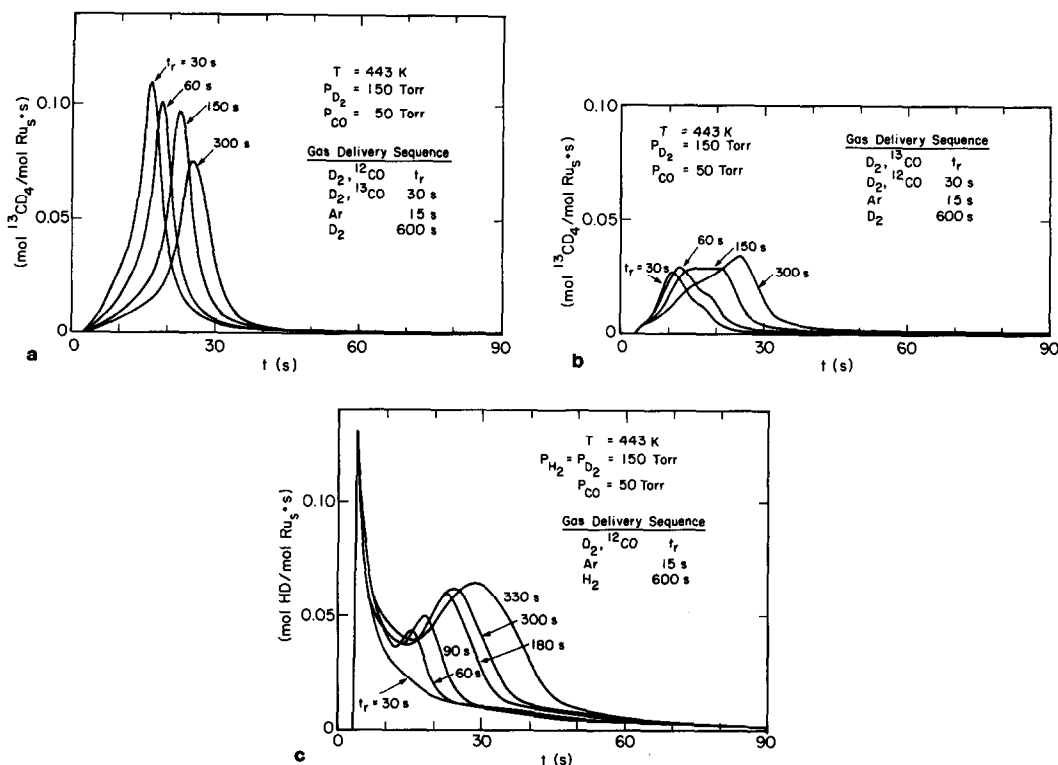 (mol ¹³CD₄/mol Ruₛ•s)
0.10
0.05
0
tᵣ = 30 s
60 s
150 s
300 s
T = 443 K
P_D₂ = 150 Torr
P_CO = 50 Torr
Gas Delivery Sequence
D₂, ¹²CO tᵣ
D₂, ¹³CO 30 s
Ar 15 s
D₂ 600 s
0 30 60 90
t (s)
a
(mol ¹³CD₄/mol Ruₛ•s)
0.10
0.05
0
T = 443 K
P_D₂ = 150 Torr
P_CO = 50 Torr
Gas Delivery Sequence
D₂, ¹³CO tᵣ
D₂, ¹²CO 30 s
Ar 15 s
D₂ 600 s
tᵣ = 30 s
60 s
150 s
300 s
0 30 60 90
t (s)
b
(mol HD/mol Ruₛ•s)
0.10
0.05
0
T = 443 K
P_H₂ = P_D₂ = 150 Torr
P_CO = 50 Torr
Gas Delivery Sequence
D₂, ¹²CO tᵣ
Ar 15 s
H₂ 600 s
330 s
300 s
180 s
90 s
60 s
tᵣ = 30 s
0 30 60 90
t (s)
c